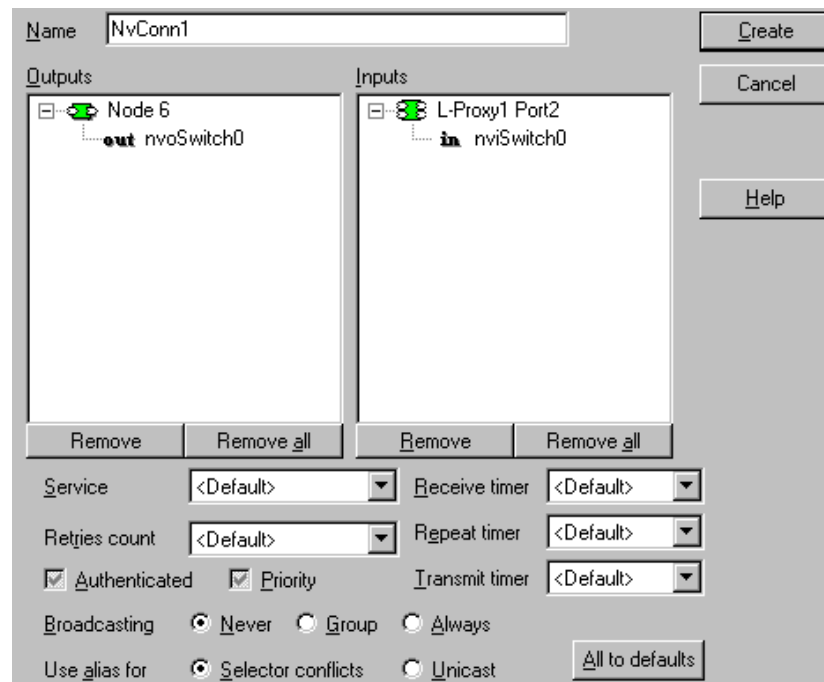 Name NvConn1 Create
Outputs Inputs Cancel
Node 6 L-Proxy1 Port2
out nvoSwitch0 in nviSwitch0
Help
Remove Remove all Remove Remove all
Service <Default> Receive timer <Default>
Retries count <Default> Repeat timer <Default>
Authenticated Priority Transmit timer <Default>
Broadcasting Never Group Always
Use alias for Selector conflicts Unicast All to defaults